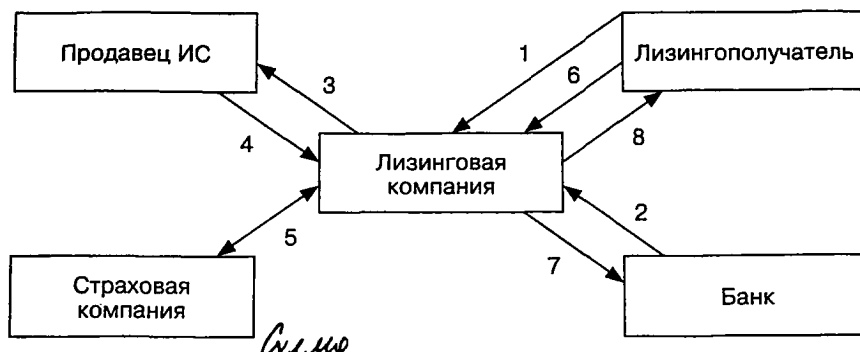 Продавец ИС
Лизингополучатель
1
6
3
4
8
Лизинговая
компания
5
2
7
Страховая
компания
Банк